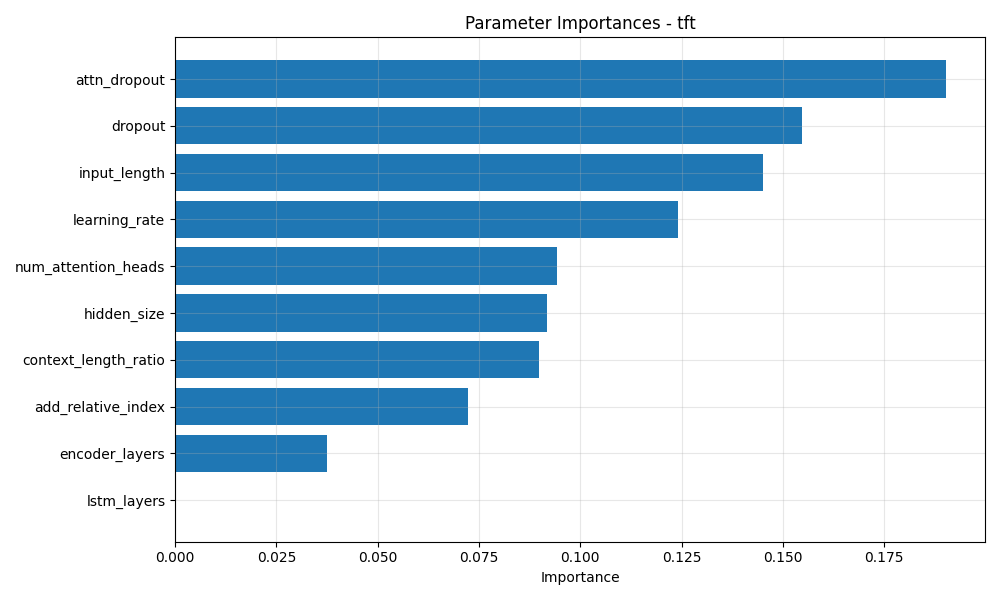 Parameter Importances - tft
attn_dropout
dropout
input_length
learning_rate
num_attention_heads
hidden_size
context_length_ratio
add_relative_index
encoder_layers
lstm_layers
0.000 0.025 0.050 0.075 0.100 0.125 0.150 0.175
Importance